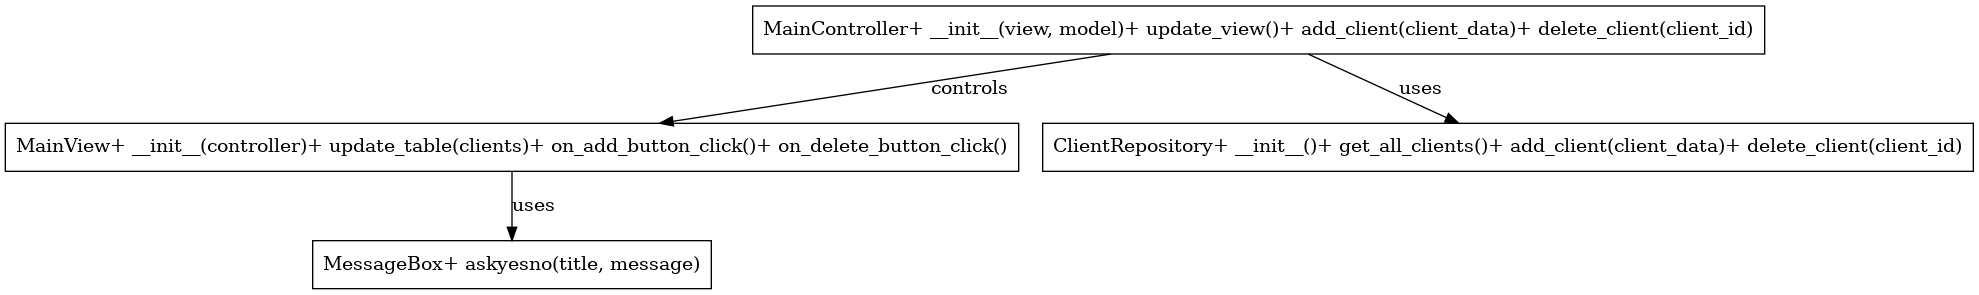 MainController+ __init__(view, model)+ update_view()+ add_client(client_data)+ delete_client(client_id)
controls
uses
MainView+ __init__(controller)+ update_table(clients)+ on_add_button_click()+ on_delete_button_click()
ClientRepository+ __init__()+ get_all_clients()+ add_client(client_data)+ delete_client(client_id)
uses
MessageBox+ askyesno(title, message)